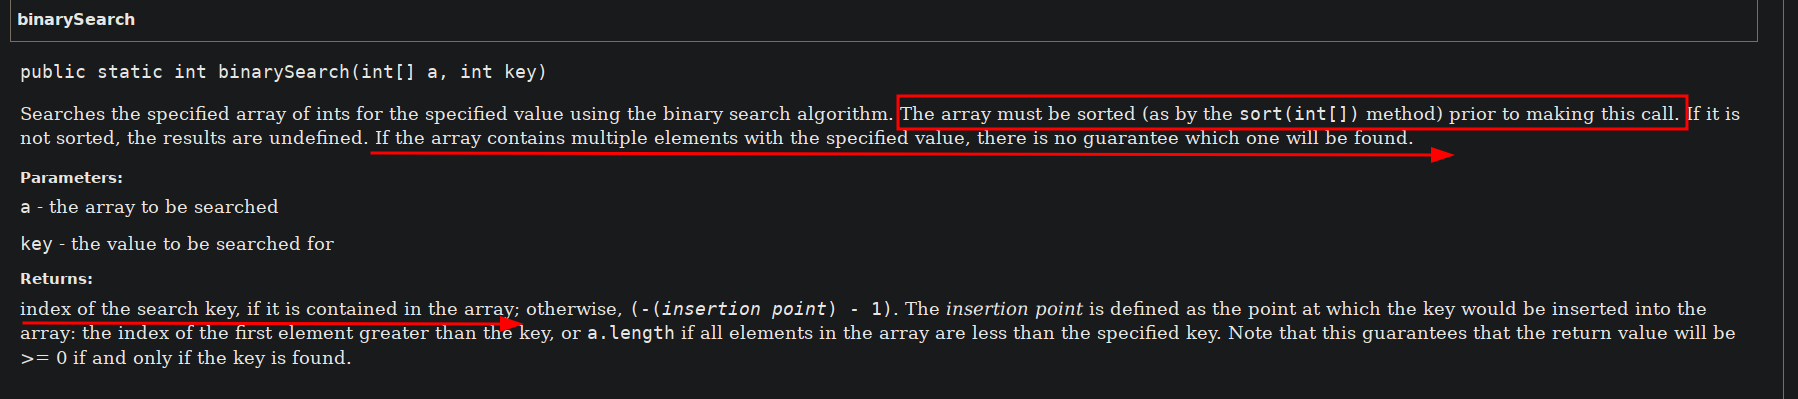 binarySearch
public static int binarySearch(int[] a, int key)
Searches the specified array of ints for the specified value using the binary search algorithm. The array must be sorted (as by the sort(int[]) method) prior to making this call. If it is
not sorted, the results are undefined. If the array contains multiple elements with the specified value, there is no guarantee which one will be found.
Parameters:
a - the array to be searched
key - the value to be searched for
Returns:
index of the search key, if it is contained in the array; otherwise, (-(insertion point) - 1). The insertion point is defined as the point at which the key would be inserted into the
array: the index of the first element greater than the key, or a.length if all elements in the array are less than the specified key. Note that this guarantees that the return value will be
>= 0 if and only if the key is found.